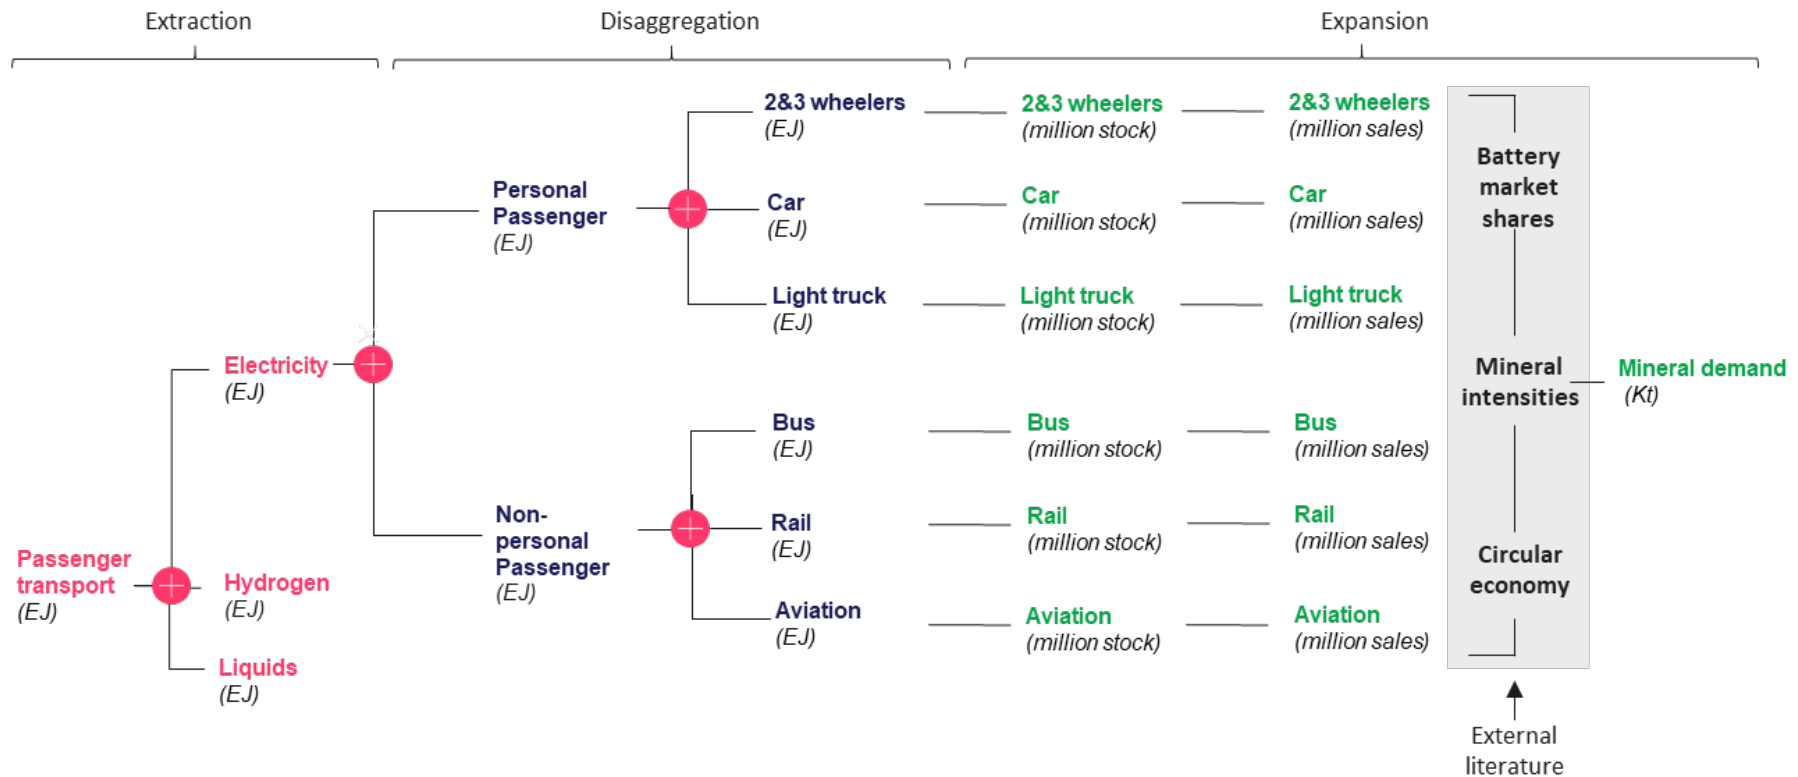 Extraction
Disaggregation
Expansion
2&3 wheelers
(EJ)
2&3 wheelers
(million stock)
2&3 wheelers
(million sales)
Battery
market
shares
Personal
Passenger
(EJ)
Car
(EJ)
Car
(million stock)
Car
(million sales)
Light truck
(EJ)
Light truck
(million stock)
Light truck
(million sales)
Electricity
(EJ)
Mineral
intensities
Mineral demand
(Kt)
Bus
(EJ)
Bus
(million stock)
Bus
(million sales)
Non-
personal
Passenger
(EJ)
Rail
(EJ)
Rail
(million stock)
Rail
(million sales)
Passenger
transport
(EJ)
Hydrogen
(EJ)
Circular
economy
Aviation
(EJ)
Aviation
(million stock)
Aviation
(million sales)
Liquids
(EJ)
External
literature